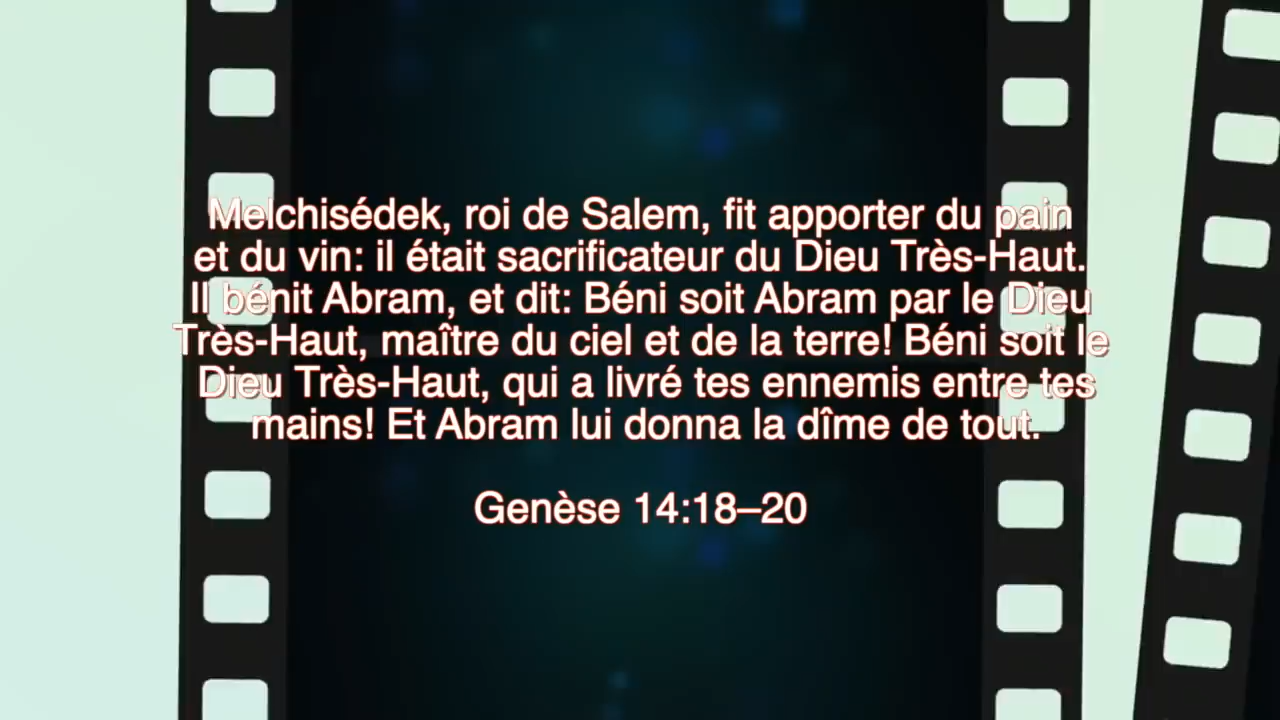 Melchisédek, roi de Salem, fit apporter du pain
et du vin: il était sacrificateur du Dieu Très-Haut.
Il bénit Abram, et dit: Béni soit Abram par le Dieu
Très-Haut, maître du ciel et de la terre! Béni soit le
Dieu Très-Haut, qui a livré tes ennemis entre tes
mains! Et Abram lui donna la dîme de tout.
Genèse 14:18–20